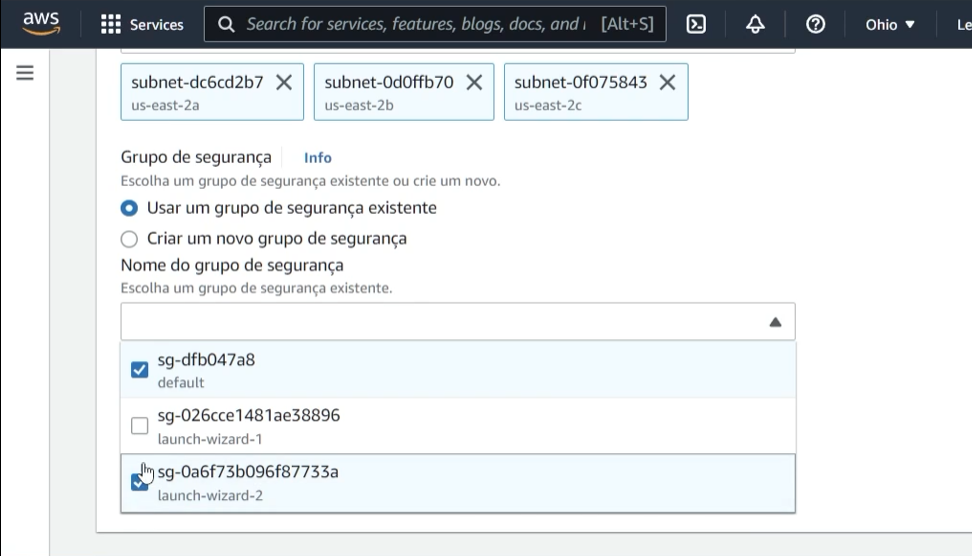 aws Services Search for services, features, blogs, docs, and [Alt+S] Ohio ▼ Le
subnet-dc6cd2b7 subnet-0d0ffb70 subnet-0f075843
us-east-2a us-east-2b us-east-2c
Grupo de segurança Info
Escolha um grupo de segurança existente ou crie um novo.
Usar um grupo de segurança existente
Criar um novo grupo de segurança
Nome do grupo de segurança
Escolha um grupo de segurança existente.
sg-dfb047a8
default
sg-026cce1481ae38896
launch-wizard-1
sg-0a6f73b096f87733a
launch-wizard-2